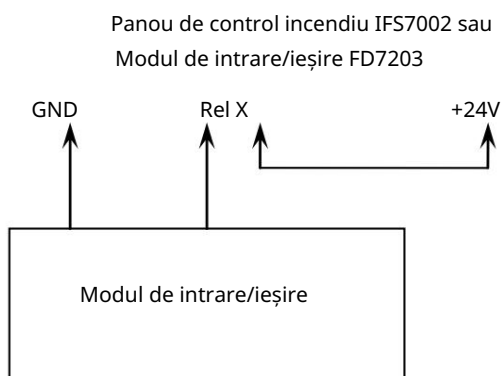 Panou de control incendiu IFS7002 sau
Modul de intrare/ieșire FD7203
GND Rel X +24V
Modul de intrare/ieșire